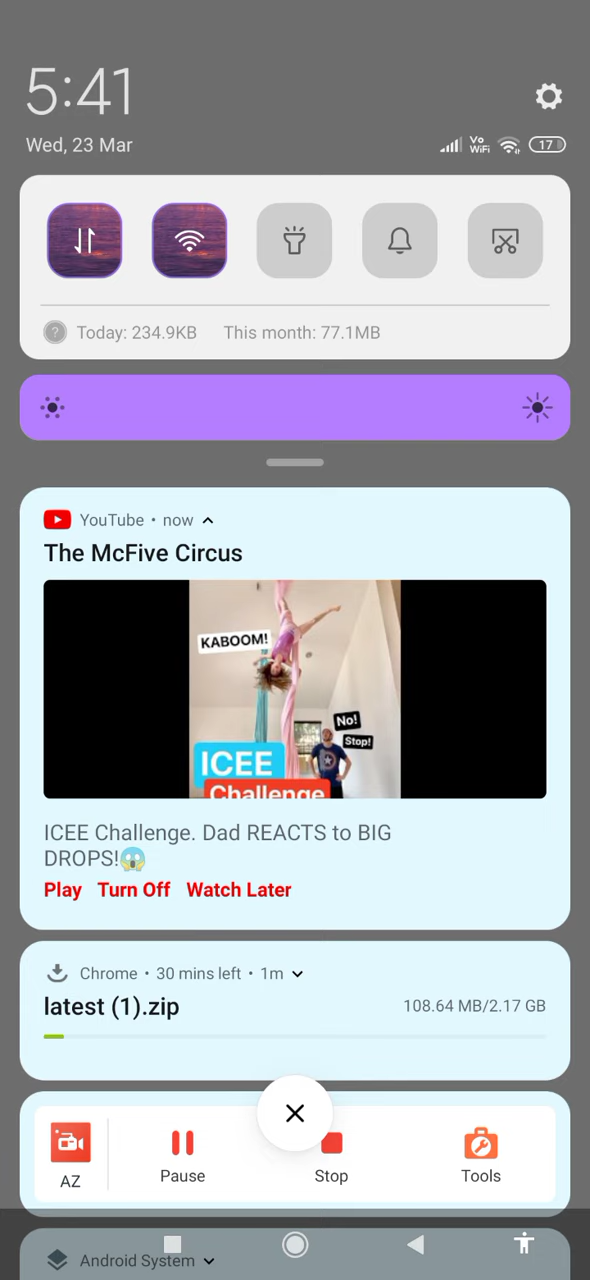 5:41
Wed, 23 Mar
Vo
WiFi
17
Today: 234.9KB This month: 77.1MB
YouTube • now
The McFive Circus
KABOOM!
No!
Stop!
ICEE
Challenge
ICEE Challenge. Dad REACTS to BIG
DROPS!😱
Play Turn Off Watch Later
Chrome • 30 mins left • 1m
latest (1).zip 108.64 MB/2.17 GB
AZ Pause Stop Tools
Android System